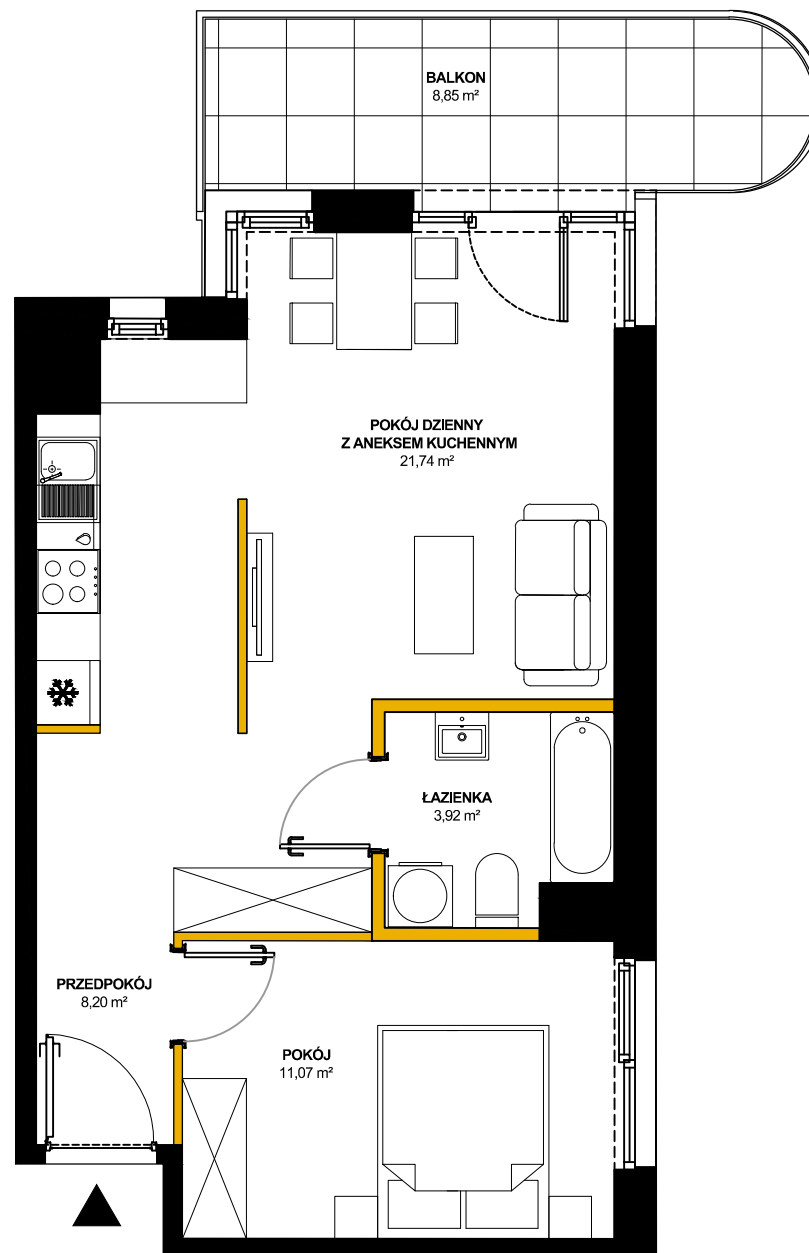 BALKON
8,85 m²
POKÓJ DZIENNY
Z ANEKSEM KUCHENNYM
21,74 m²
ŁAZIENKA
3,92 m²
PRZEDPOKÓJ
8,20 m²
POKÓJ
11,07 m²